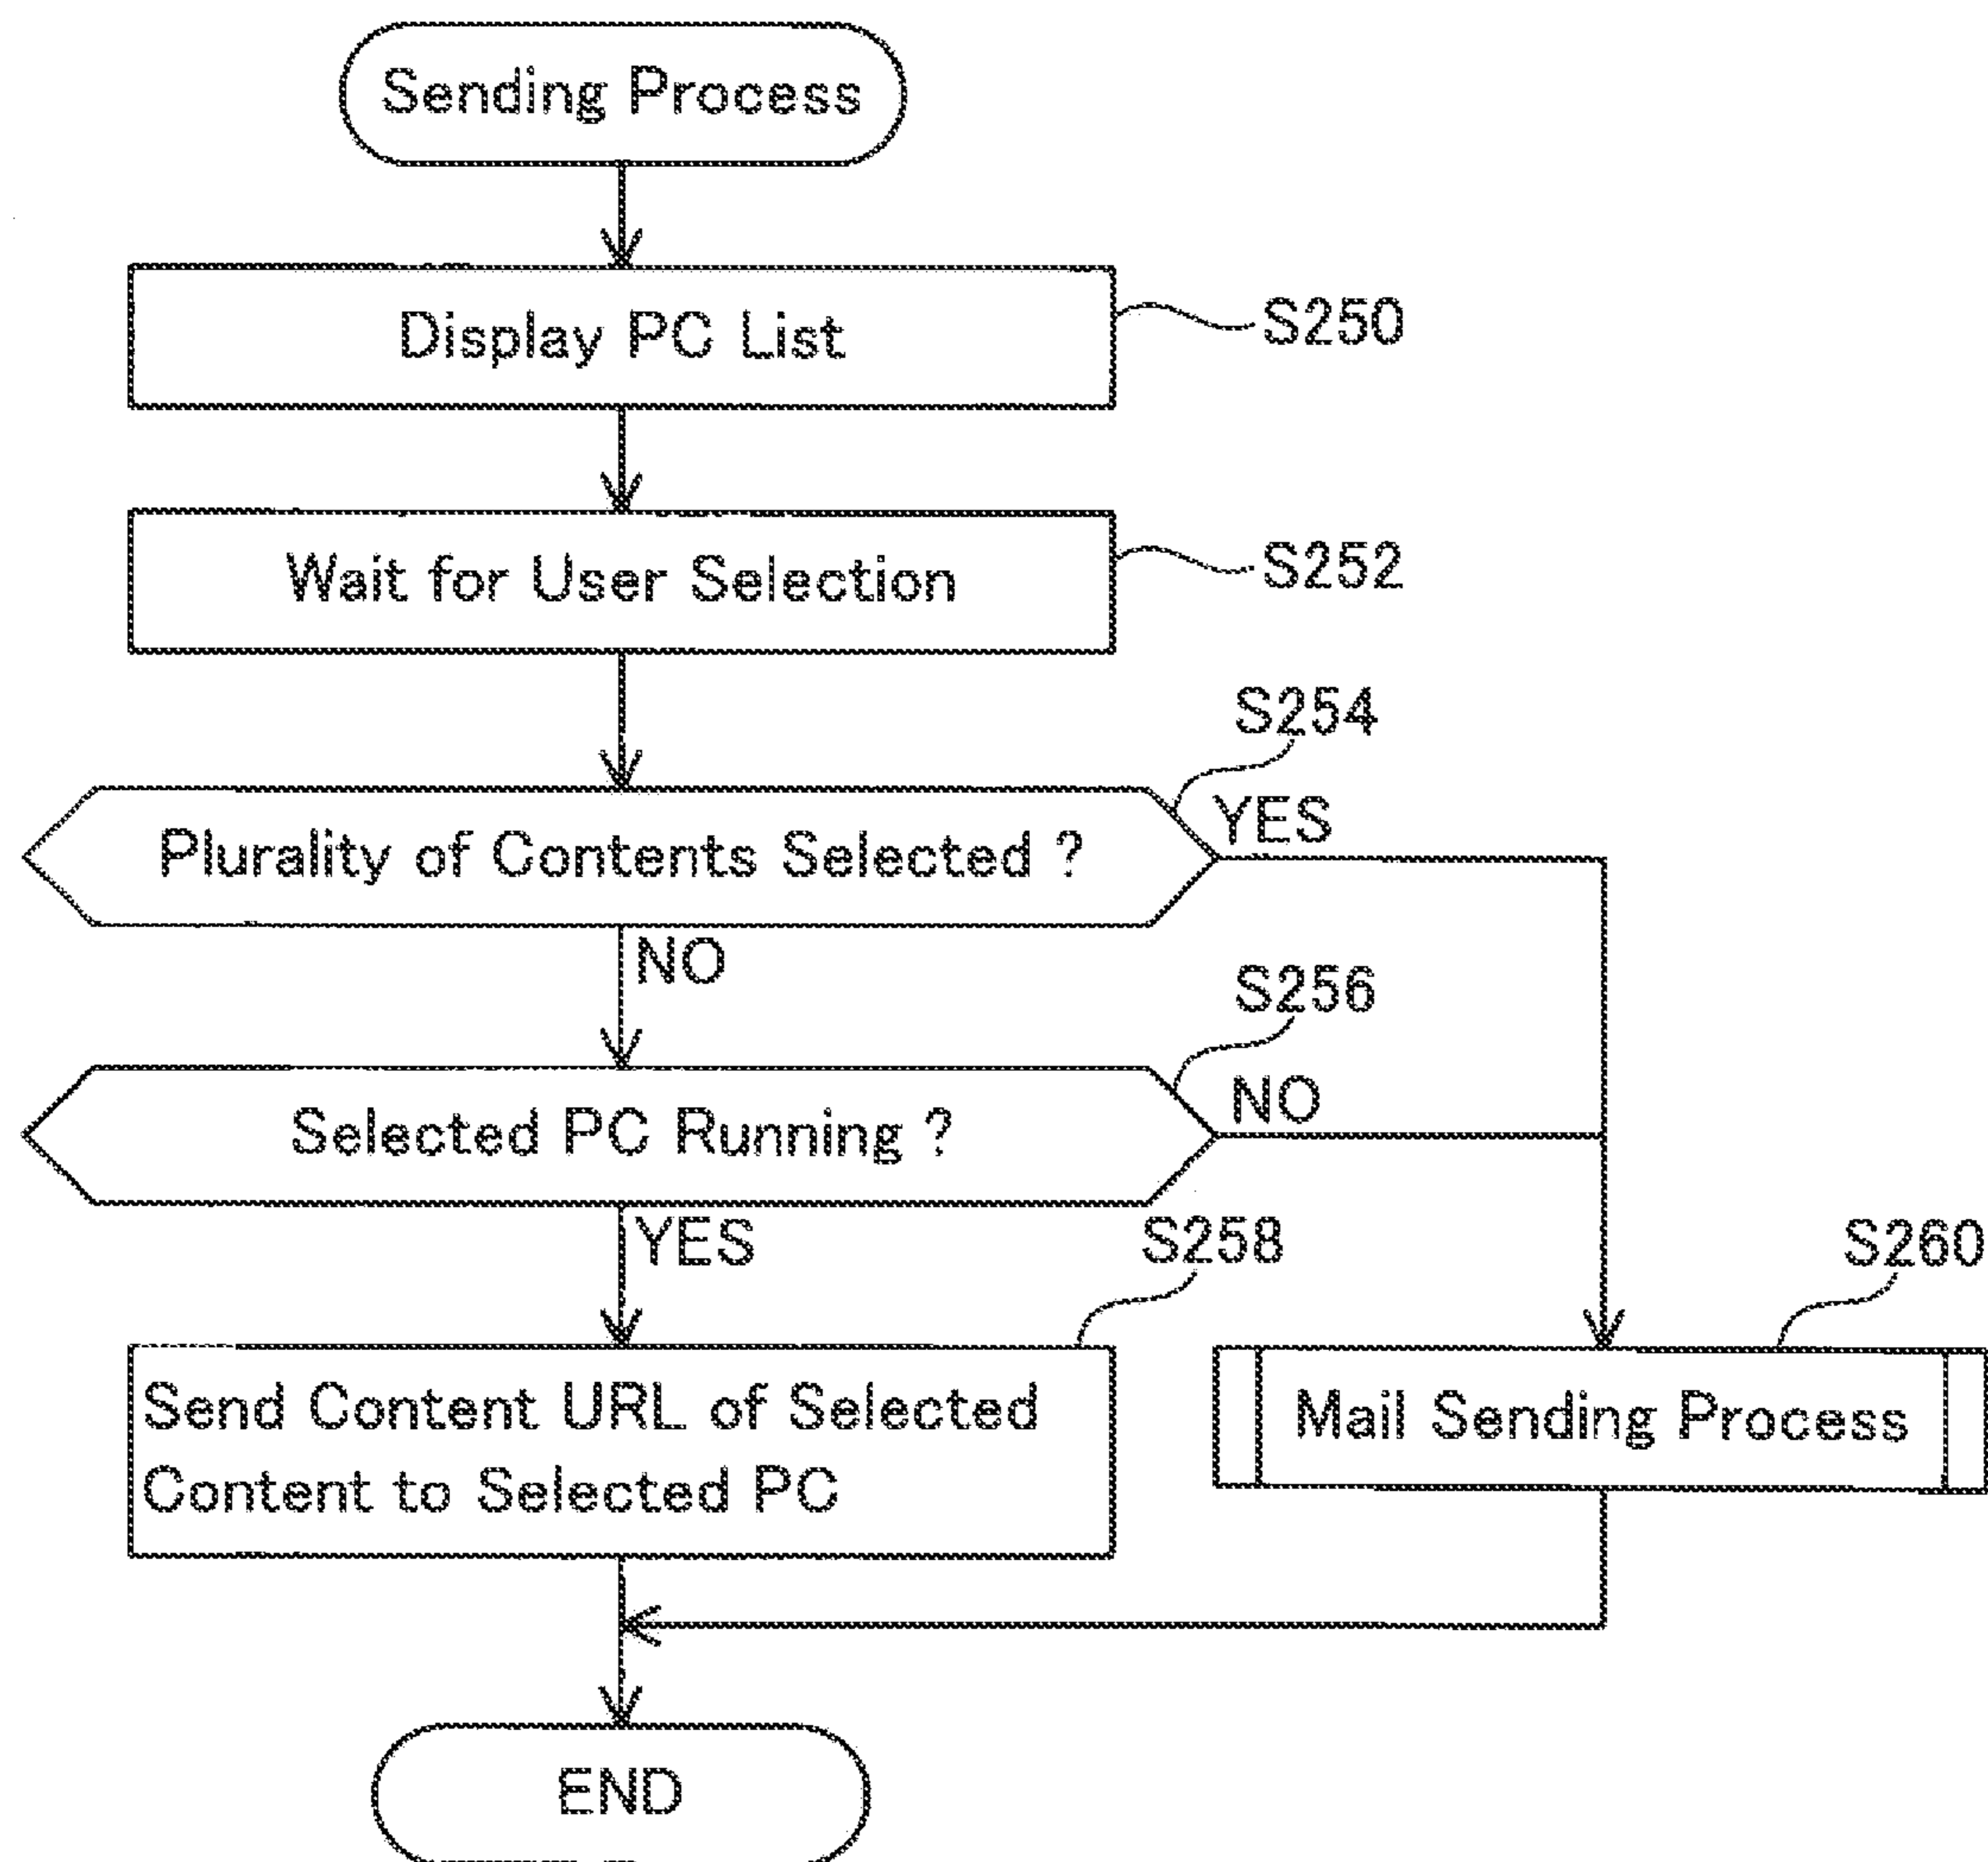 Sending Process
Display PC List
S250
Wait for User Selection
S252
S254
Plurality of Contents Selected ?
YES
NO
S256
Selected PC Running ?
NO
YES
S258
S260
Send Content URL of Selected
Content to Selected PC
Mail Sending Process
END